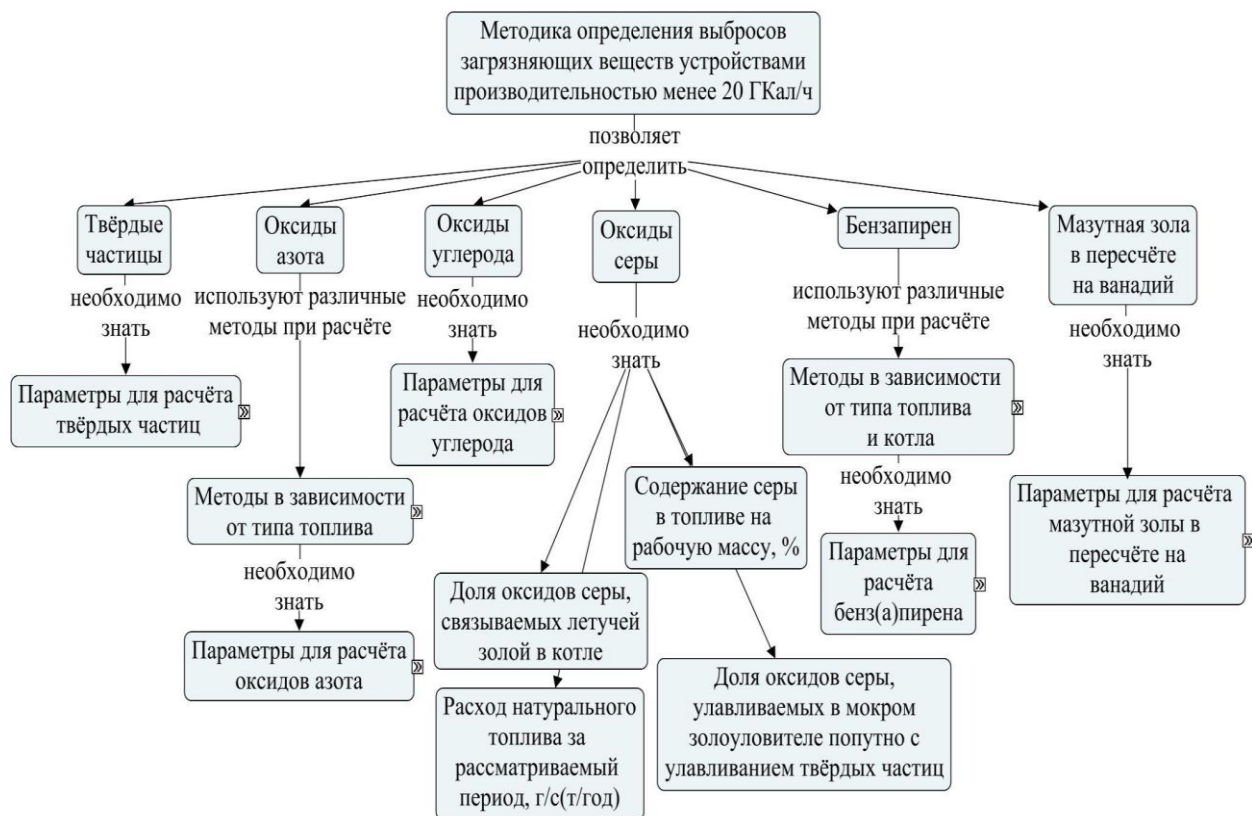 Методика определения выбросов
загрязняющих веществ устройствами
производительностью менее 20 ГКал/ч
позволяет
определить
Твёрдые
частицы
Оксиды
азота
Оксиды
углерода
Оксиды
серы
Бензапирен
Мазутная зола
в пересчёте
на ванадий
необходимо
знать
используют различные
методы при расчёте
необходимо
знать
необходимо
знать
используют различные
методы при расчёте
необходимо
знать
Параметры для расчёта
твёрдых частиц
Параметры для
расчёта оксидов
углерода
Методы в зависимости
от типа топлива
и котла
Методы в зависимости
от типа топлива
Содержание серы
в топливе на
рабочую массу, %
необходимо
знать
Параметры для расчёта
мазутной золы в
пересчёте на
ванадий
необходимо
знать
Доля оксидов серы,
связываемых летучей
золой в котле
Параметры для
расчёта
бенз(а)пирена
Параметры для расчёта
оксидов азота
Расход натурального
топлива за
рассматриваемый
период, г/с(т/год)
Доля оксидов серы,
улавливаемых в мокром
золоуловителе попутно с
улавливанием твёрдых частиц